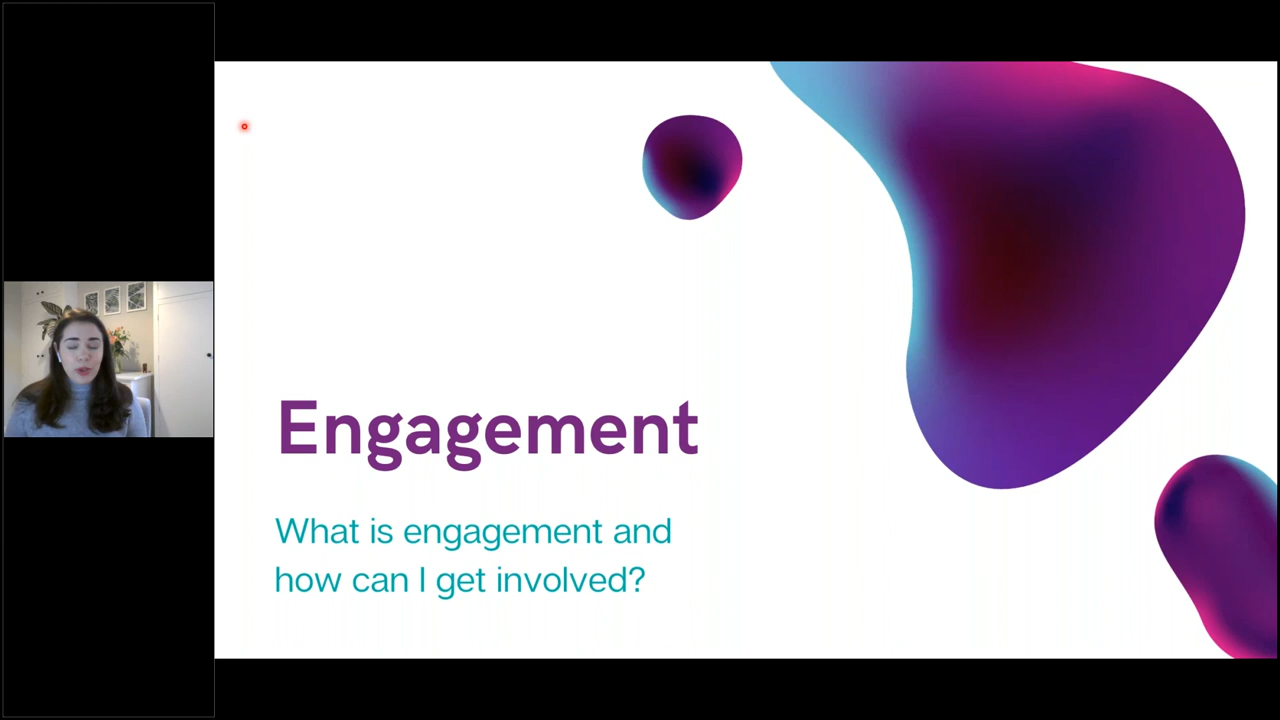 Engagement
What is engagement and
how can I get involved?